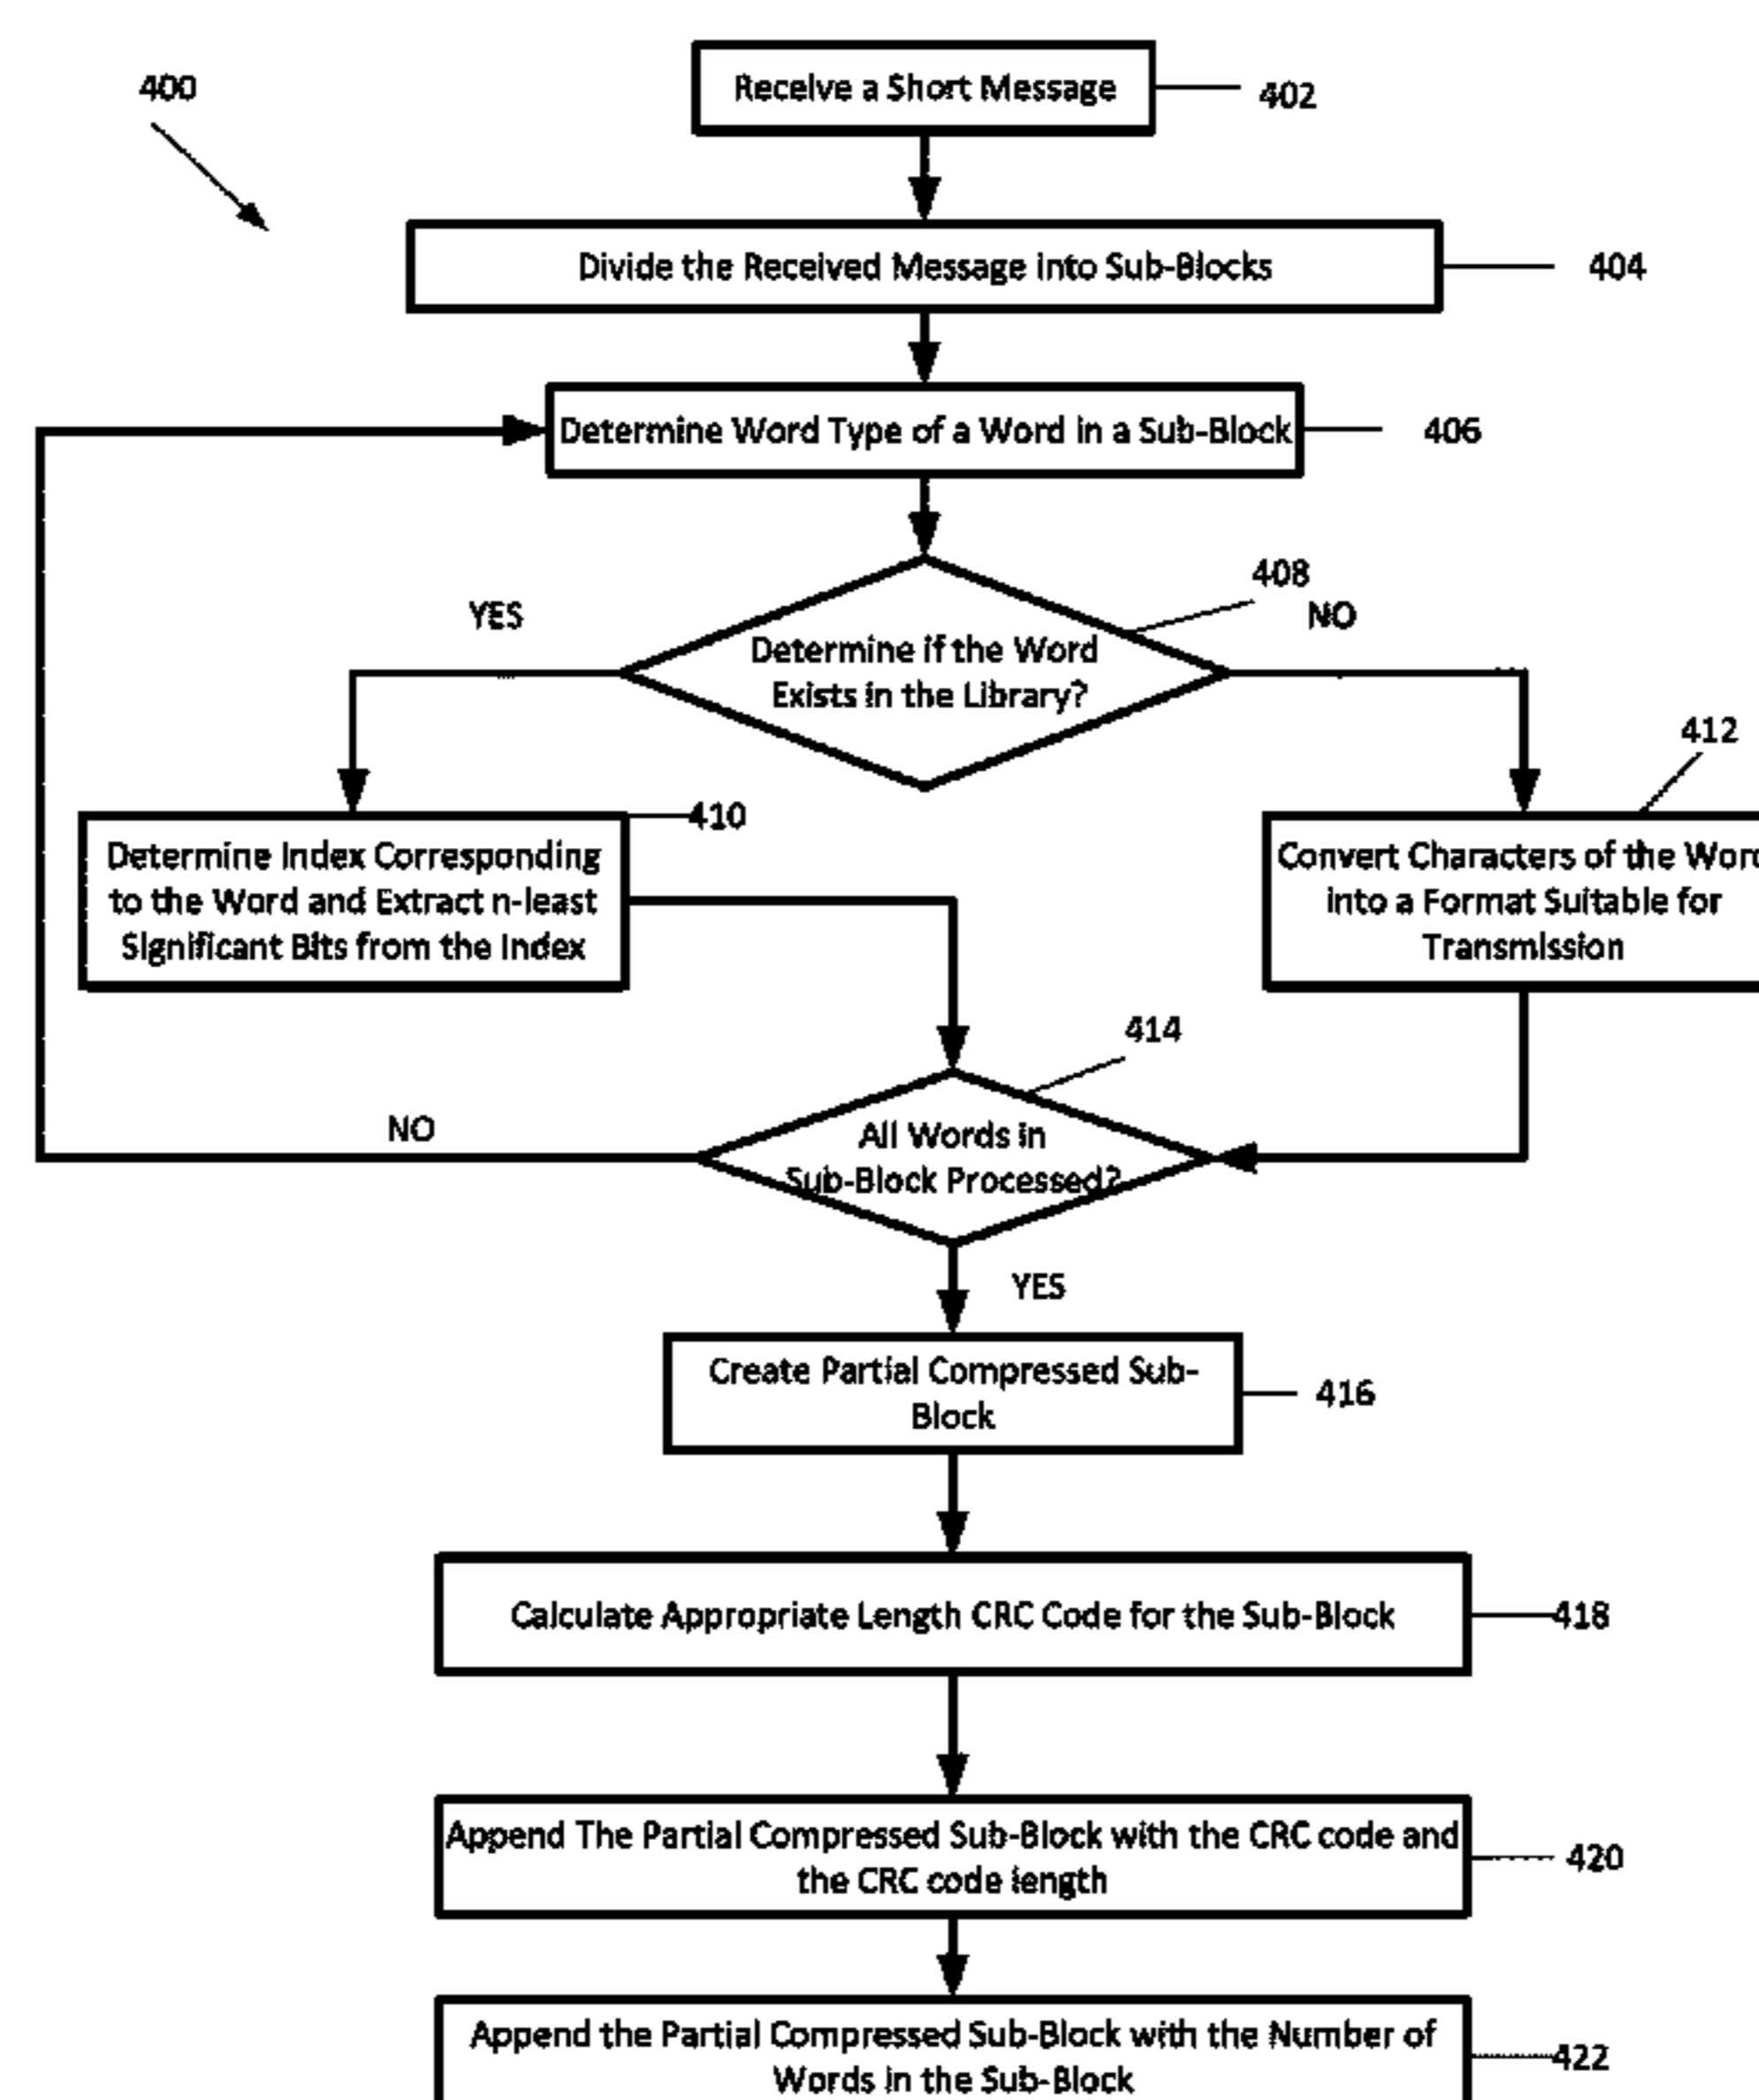 400
Receive a Short Message
402
Divide the Received Message into Sub-Blocks
404
Determine Word Type of a Word in a Sub-Block
406
408
YES
NO
Determine if the Word
Exists in the Library?
412
410
Determine Index Corresponding
to the Word and Extract n-least
Significant Bits from the Index
Convert Characters of the Word
into a Format Suitable for
Transmission
414
NO
All Words in
Sub-Block Processed?
YES
Create Partial Compressed Sub-
Block
416
Calculate Appropriate Length CRC Code for the Sub-Block
418
Append The Partial Compressed Sub-Block with the CRC code and
the CRC code length
420
Append the Partial Compressed Sub-Block with the Number of
Words in the Sub-Block
422